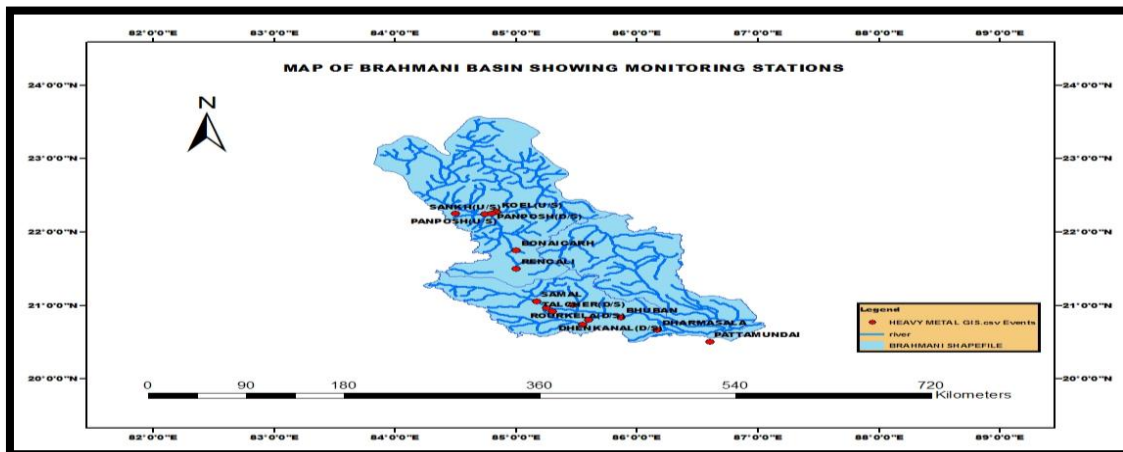 82°0'0"E 83°0'0"E 84°0'0"E 85°0'0"E 86°0'0"E 87°0'0"E 88°0'0"E 89°0'0"E
MAP OF BRAHMANI BASIN SHOWING MONITORING STATIONS
24°0'0"N 24°0'0"N
N
23°0'0"N 23°0'0"N
SANKH(U/S) KOEL(U/S)
PANPOSH(U/S) PANPOSH(D/S)
22°0'0"N 22°0'0"N
BONAIGARH
RENGALI
SAMAL
21°0'0"N 21°0'0"N
TALCHER(D/S)
ROURKELA(D/S) BHUBAN
DHENKANAL(D/S) DHARMASALA
PATTAMUNDAI
Legend
HEAVY METAL GIS.csv Events
river
BRAHMANI SHAPEFILE
20°0'0"N 20°0'0"N
0 90 180 360 540 720
Kilometers
82°0'0"E 83°0'0"E 84°0'0"E 85°0'0"E 86°0'0"E 87°0'0"E 88°0'0"E 89°0'0"E